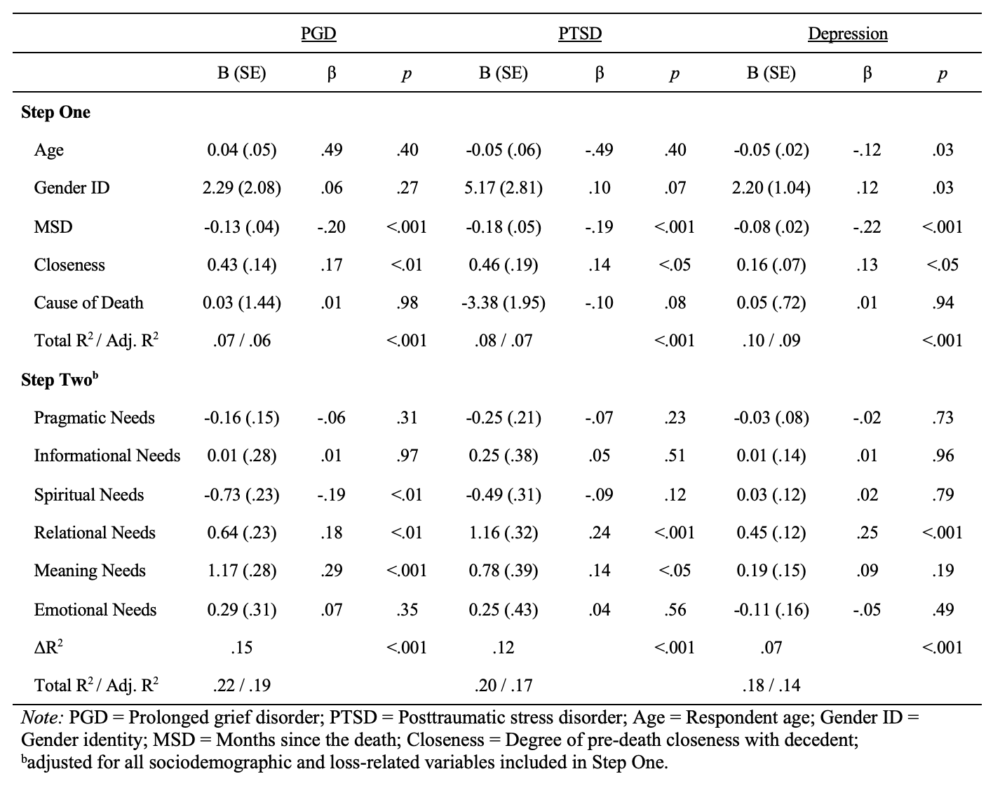 PGD PTSD Depression
B (SE) β p B (SE) β p B (SE) β p
Step One
Age 0.04 (.05) .49 .40 -0.05 (.06) -.49 .40 -0.05 (.02) -.12 .03
Gender ID 2.29 (2.08) .06 .27 5.17 (2.81) .10 .07 2.20 (1.04) .12 .03
MSD -0.13 (.04) -.20 <.001 -0.18 (.05) -.19 <.001 -0.08 (.02) -.22 <.001
Closeness 0.43 (.14) .17 <.01 0.46 (.19) .14 <.05 0.16 (.07) .13 <.05
Cause of Death 0.03 (1.44) .01 .98 -3.38 (1.95) -.10 .08 0.05 (.72) .01 .94
Total R² / Adj. R² .07 / .06 <.001 .08 / .07 <.001 .10 / .09 <.001
Step Twoᵇ
Pragmatic Needs -0.16 (.15) -.06 .31 -0.25 (.21) -.07 .23 -0.03 (.08) -.02 .73
Informational Needs 0.01 (.28) .01 .97 0.25 (.38) .05 .51 0.01 (.14) .01 .96
Spiritual Needs -0.73 (.23) -.19 <.01 -0.49 (.31) -.09 .12 0.03 (.12) .02 .79
Relational Needs 0.64 (.23) .18 <.01 1.16 (.32) .24 <.001 0.45 (.12) .25 <.001
Meaning Needs 1.17 (.28) .29 <.001 0.78 (.39) .14 <.05 0.19 (.15) .09 .19
Emotional Needs 0.29 (.31) .07 .35 0.25 (.43) .04 .56 -0.11 (.16) -.05 .49
ΔR² .15 <.001 .12 <.001 .07 <.001
Total R² / Adj. R² .22 / .19 .20 / .17 .18 / .14
Note: PGD = Prolonged grief disorder; PTSD = Posttraumatic stress disorder; Age = Respondent age; Gender ID =
Gender identity; MSD = Months since the death; Closeness = Degree of pre-death closeness with decedent;
ᵇadjusted for all sociodemographic and loss-related variables included in Step One.